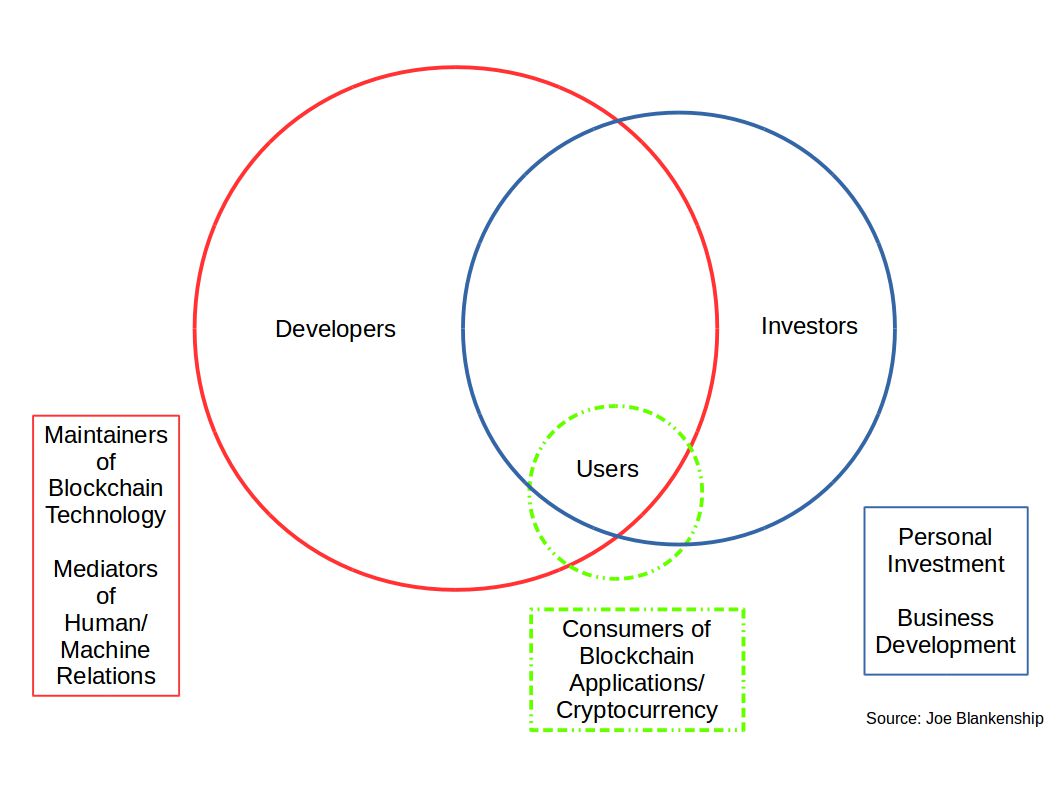 Developers
Investors
Users
Maintainers
of
Blockchain
Technology
Mediators
of
Human/
Machine
Relations
Consumers of
Blockchain
Applications/
Cryptocurrency
Personal
Investment
Business
Development
Source: Joe Blankenship